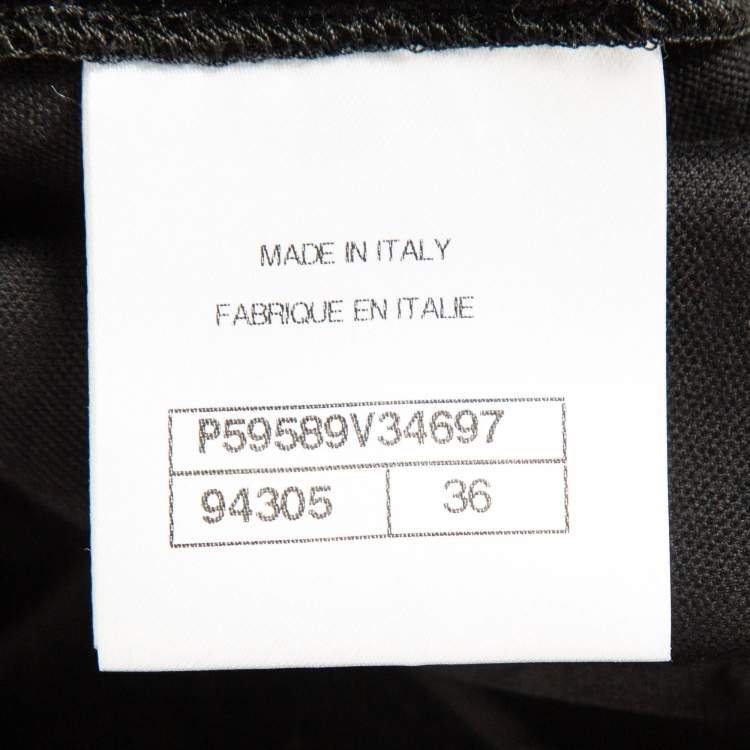 MADE IN ITALY
FABRIQUE EN ITALIE
P59589V34697
94305 36